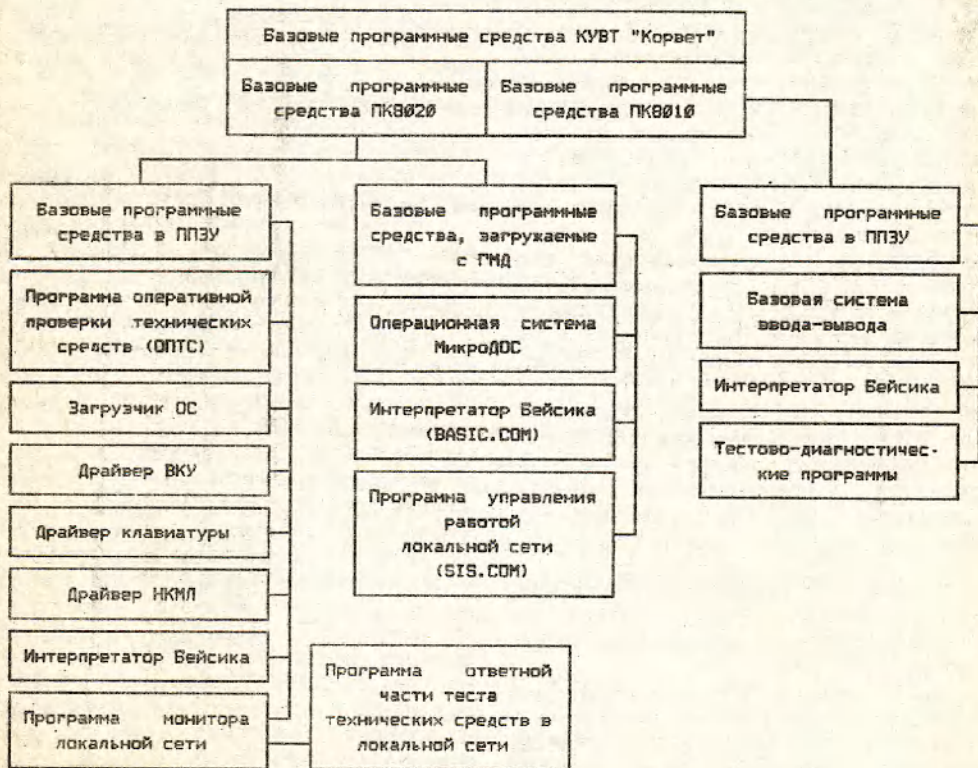 Базовые программные средства КУВТ "Корвет"
Базовые программные
средства ПК8020
Базовые программные
средства ПК8010
Базовые программные
средства в ППЗУ
Программа оперативной
проверки технических
средств (ОПТС)
Загрузчик ОС
Драйвер ВКУ
Драйвер клавиатуры
Драйвер НКМЛ
Интерпретатор Бейсика
Программа монитора
локальной сети
Программа ответной
части теста
технических средств в
локальной сети
Базовые программные
средства, загружаемые
с ГМД
Операционная система
МикроДОС
Интерпретатор Бейсика
(BASIC.COM)
Программа управления
работой
локальной сети
(SIS.COM)
Базовые программные
средства в ППЗУ
Базовая система
ввода-вывода
Интерпретатор Бейсика
Тестово-диагностичес-
кие программы